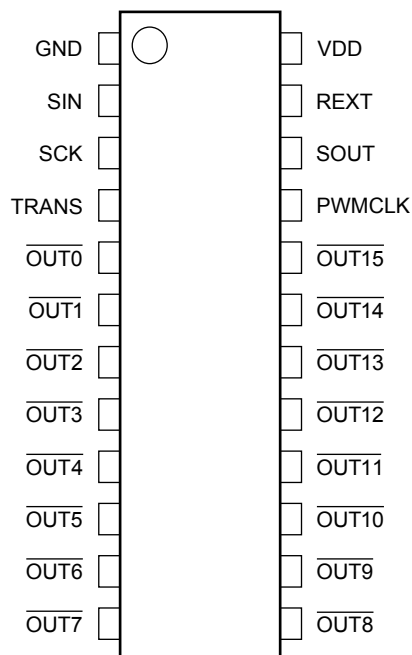 GND VDD
SIN REXT
SCK SOUT
TRANS PWMCLK
OUT0 OUT15
OUT1 OUT14
OUT2 OUT13
OUT3 OUT12
OUT4 OUT11
OUT5 OUT10
OUT6 OUT9
OUT7 OUT8